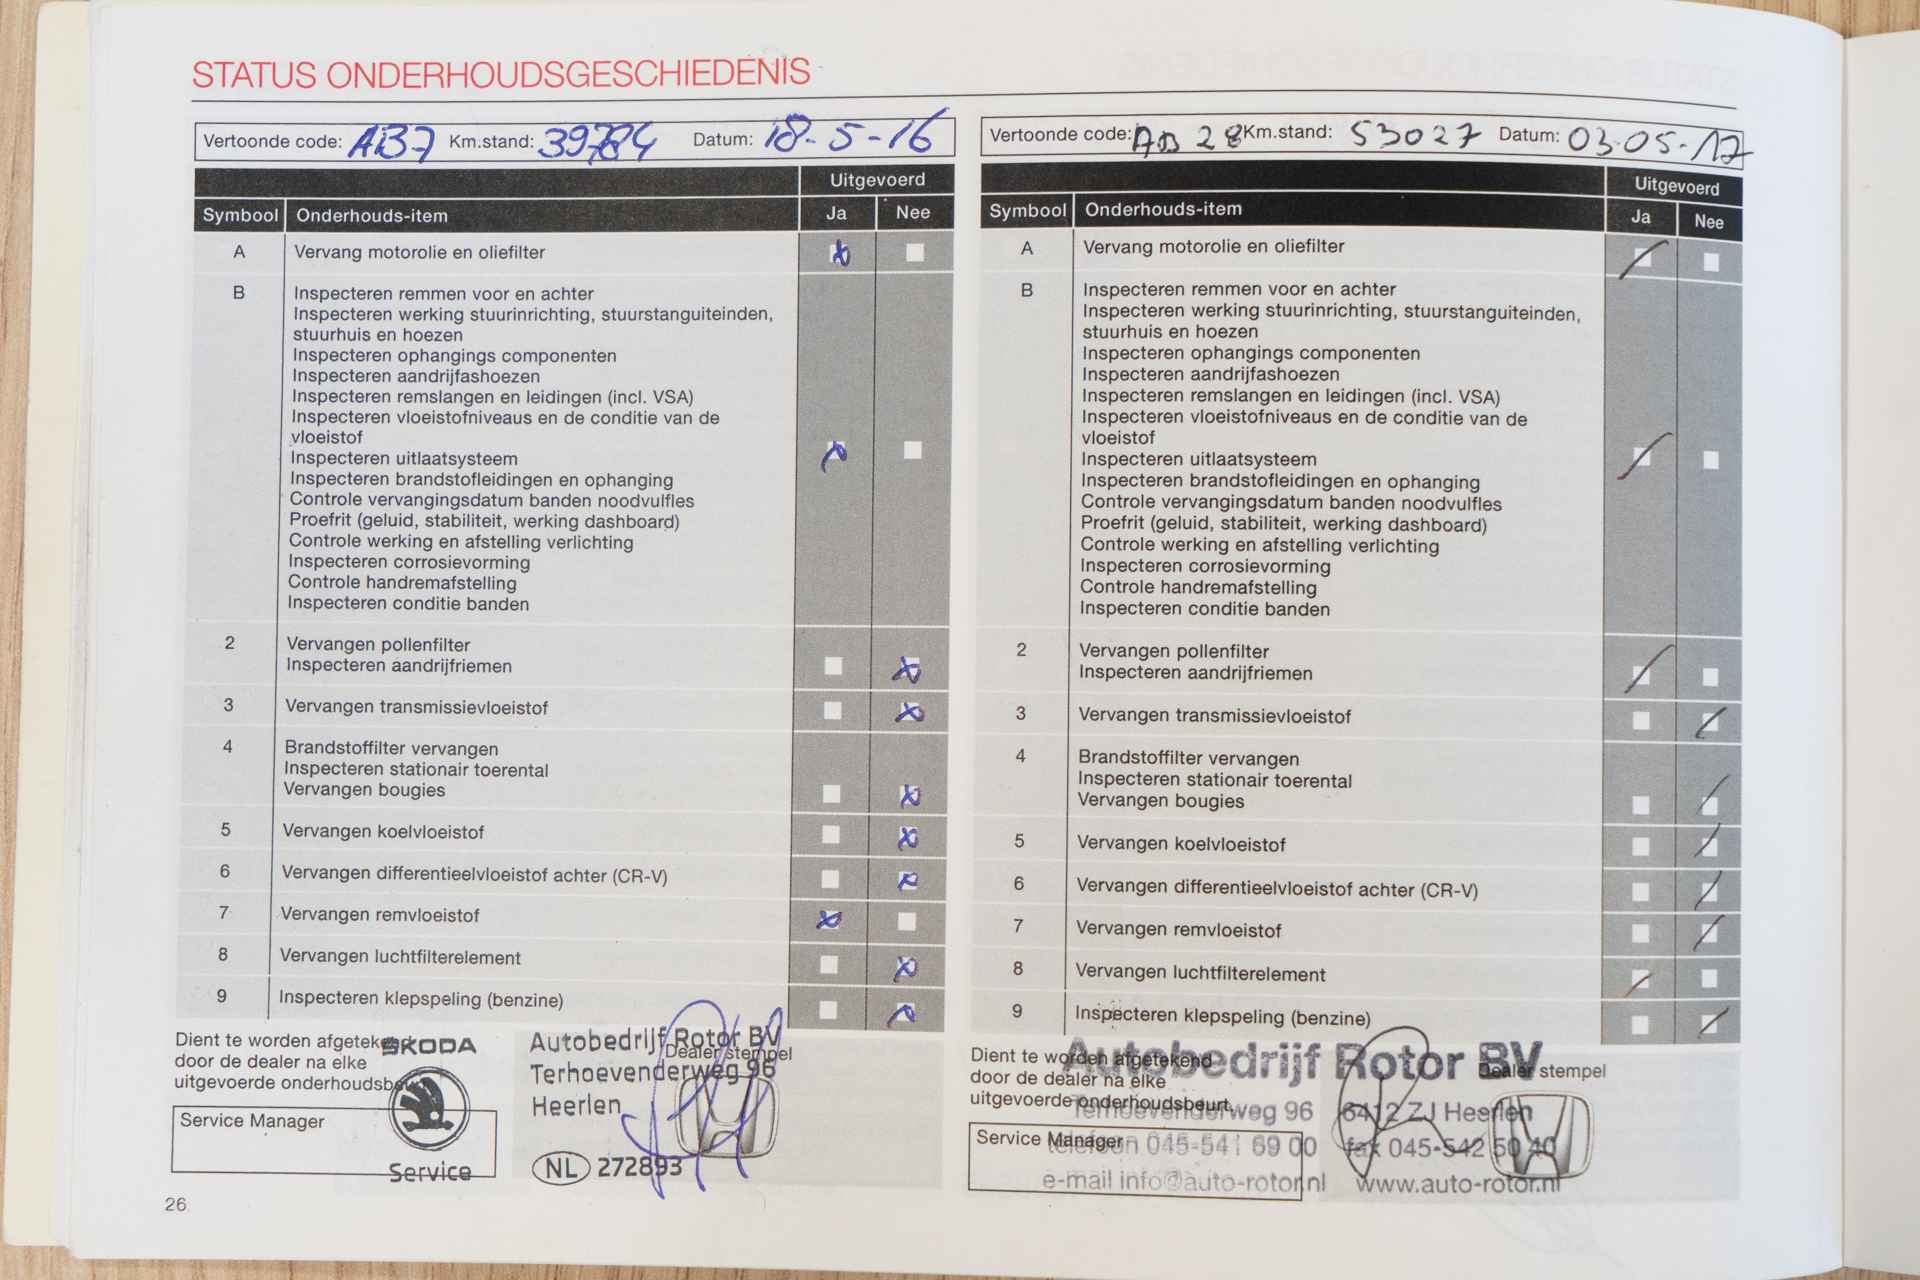 STATUS ONDERHOUDSGESCHIEDENIS
Vertoonde code: AB7 Km.stand: 39784 Datum: 18-5-16
Uitgevoerd
Symbool Onderhouds-item Ja Nee
A Vervang motorolie en oliefilter
B Inspecteren remmen voor en achter
Inspecteren werking stuurinrichting, stuurstanguiteinden,
stuurhuis en hoezen
Inspecteren ophangings componenten
Inspecteren aandrijfashoezen
Inspecteren remslangen en leidingen (incl. VSA)
Inspecteren vloeistofniveaus en de conditie van de
vloeistof
Inspecteren uitlaatsysteem
Inspecteren brandstofleidingen en ophanging
Controle vervangingsdatum banden noodvulfles
Proefrit (geluid, stabiliteit, werking dashboard)
Controle werking en afstelling verlichting
Inspecteren corrosievorming
Controle handremafstelling
Inspecteren conditie banden
2 Vervangen pollenfilter
Inspecteren aandrijfriemen
3 Vervangen transmissievloeistof
4 Brandstoffilter vervangen
Inspecteren stationair toerental
Vervangen bougies
5 Vervangen koelvloeistof
6 Vervangen differentieelvloeistof achter (CR-V)
7 Vervangen remvloeistof
8 Vervangen luchtfilterelement
9 Inspecteren klepspeling (benzine)
Dient te worden afgetekend
door de dealer na elke
uitgevoerde onderhoudsbeurt
Service Manager
ŠKODA
Service
Autobedrijf Rotor BV
Dealer stempel
Terhoevenderweg 96
Heerlen
NL 272893
26
Vertoonde code: AB 28 Km.stand: 53027 Datum: 03-05-17
Uitgevoerd
Symbool Onderhouds-item Ja Nee
A Vervang motorolie en oliefilter
B Inspecteren remmen voor en achter
Inspecteren werking stuurinrichting, stuurstanguiteinden,
stuurhuis en hoezen
Inspecteren ophangings componenten
Inspecteren aandrijfashoezen
Inspecteren remslangen en leidingen (incl. VSA)
Inspecteren vloeistofniveaus en de conditie van de
vloeistof
Inspecteren uitlaatsysteem
Inspecteren brandstofleidingen en ophanging
Controle vervangingsdatum banden noodvulfles
Proefrit (geluid, stabiliteit, werking dashboard)
Controle werking en afstelling verlichting
Inspecteren corrosievorming
Controle handremafstelling
Inspecteren conditie banden
2 Vervangen pollenfilter
Inspecteren aandrijfriemen
3 Vervangen transmissievloeistof
4 Brandstoffilter vervangen
Inspecteren stationair toerental
Vervangen bougies
5 Vervangen koelvloeistof
6 Vervangen differentieelvloeistof achter (CR-V)
7 Vervangen remvloeistof
8 Vervangen luchtfilterelement
9 Inspecteren klepspeling (benzine)
Dient te worden afgetekend
door de dealer na elke
uitgevoerde onderhoudsbeurt.
Service Manager
Dealer stempel
Autobedrijf Rotor BV
Terhoevenderweg 96 6412 ZJ Heerlen
telefoon 045-541 69 00 fax 045-542 50 40
e-mail info@auto-rotor.nl www.auto-rotor.nl